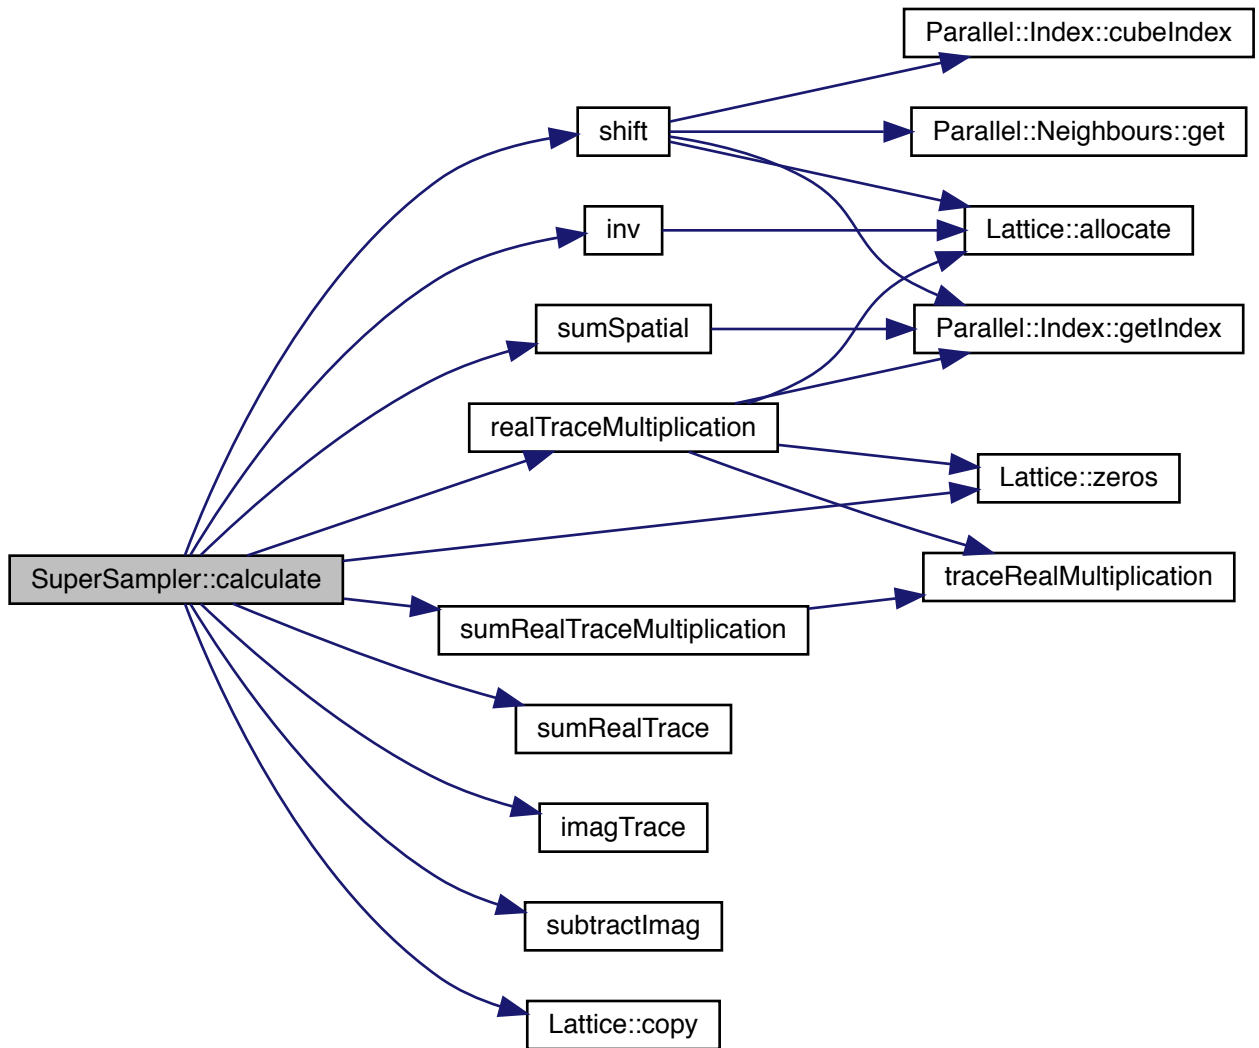 Parallel::Index::cubeIndex
shift
Parallel::Neighbours::get
inv
Lattice::allocate
sumSpatial
Parallel::Index::getIndex
realTraceMultiplication
Lattice::zeros
SuperSampler::calculate
traceRealMultiplication
sumRealTraceMultiplication
sumRealTrace
imagTrace
subtractImag
Lattice::copy